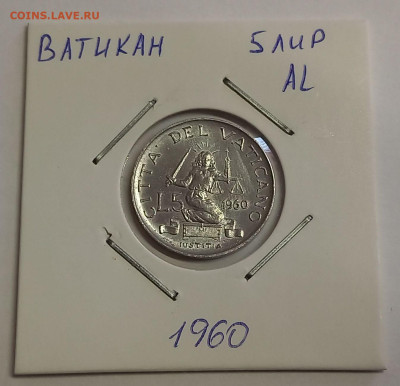 COINS.LAVE.RU
ВАТИКАН 5 ЛИР
AL
CITTA' DEL VATICANO
L.5 1960
IUSTITIA
1960